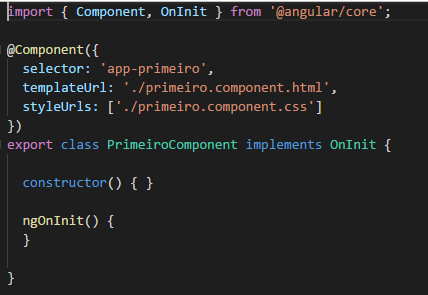 import { Component, OnInit } from '@angular/core';
@Component({
selector: 'app-primeiro',
templateUrl: './primeiro.component.html',
styleUrls: ['./primeiro.component.css']
})
export class PrimeiroComponent implements OnInit {
constructor() { }
ngOnInit() {
}
}